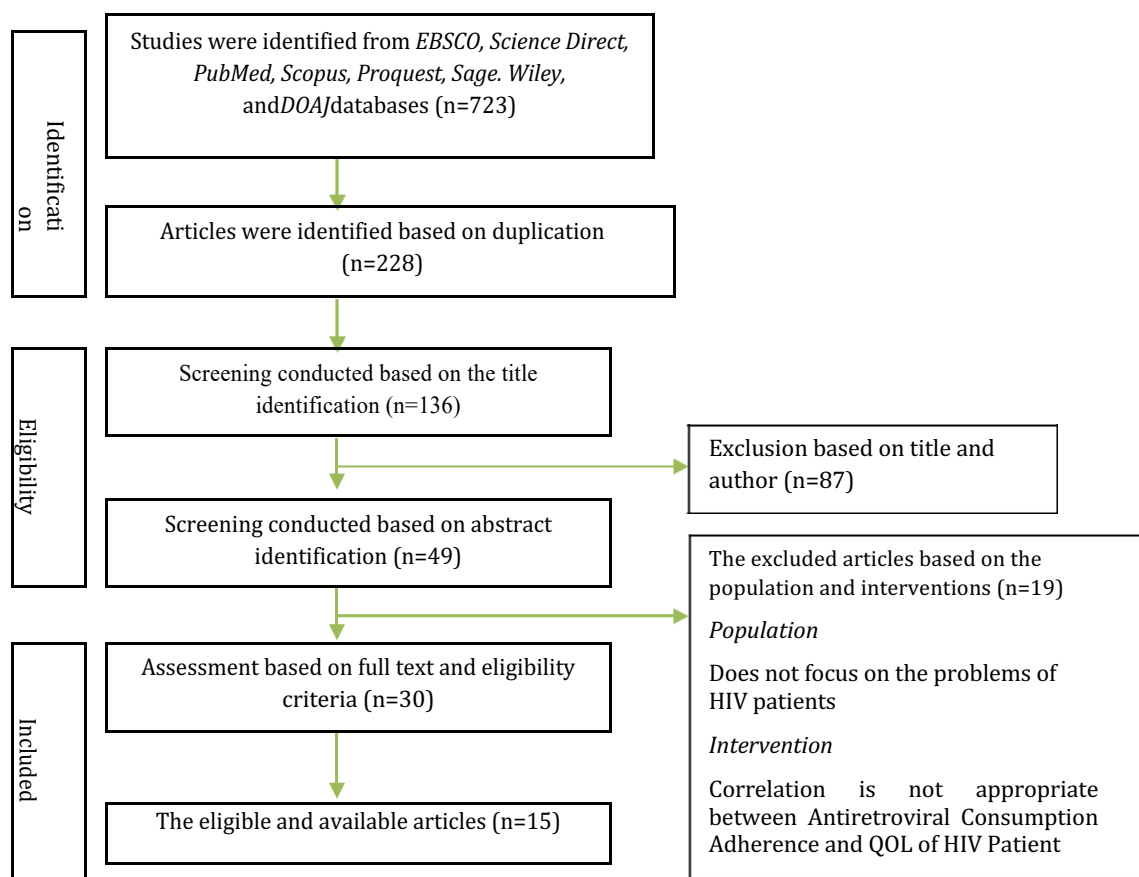 Identificati
on
Studies were identified from EBSCO, Science Direct,
PubMed, Scopus, Proquest, Sage. Wiley,
andDOAJdatabases (n=723)
Articles were identified based on duplication
(n=228)
Eligibility
Screening conducted based on the title
identification (n=136)
Exclusion based on title and
author (n=87)
Screening conducted based on abstract
identification (n=49)
The excluded articles based on the
population and interventions (n=19)
Population
Does not focus on the problems of
HIV patients
Intervention
Correlation is not appropriate
between Antiretroviral Consumption
Adherence and QOL of HIV Patient
Included
Assessment based on full text and eligibility
criteria (n=30)
The eligible and available articles (n=15)